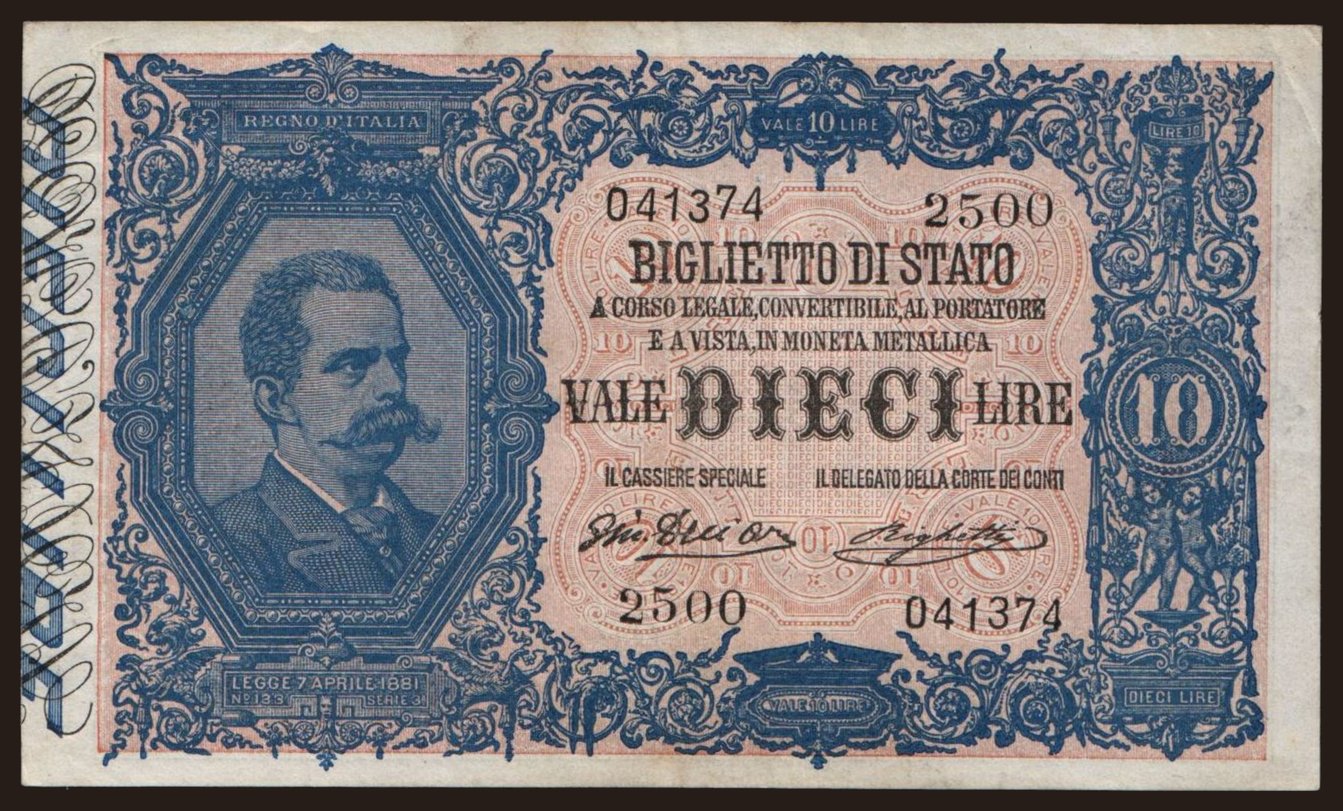 REGNO D'ITALIA
VALE 10 LIRE
LIRE 10
041374 2500
BIGLIETTO DI STATO
A CORSO LEGALE, CONVERTIBILE, AL PORTATORE
E A VISTA, IN MONETA METALLICA
VALE DIECI LIRE
10
IL CASSIERE SPECIALE IL DELEGATO DELLA CORTE DEI CONTI
Righetti
2500 041374
LEGGE 7 APRILE 1881
Nº 133 SERIE 3ª
VALE 10 LIRE
DIECI LIRE